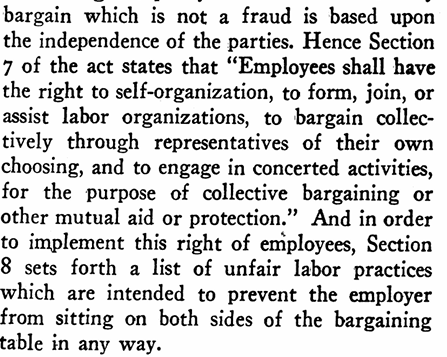 bargain which is not a fraud is based upon
the independence of the parties. Hence Section
7 of the act states that “Employees shall have
the right to self-organization, to form, join, or
assist labor organizations, to bargain collec-
tively through representatives of their own
choosing, and to engage in concerted activities,
for the purpose of collective bargaining or
other mutual aid or protection.” And in order
to implement this right of employees, Section
8 sets forth a list of unfair labor practices
which are intended to prevent the employer
from sitting on both sides of the bargaining
table in any way.